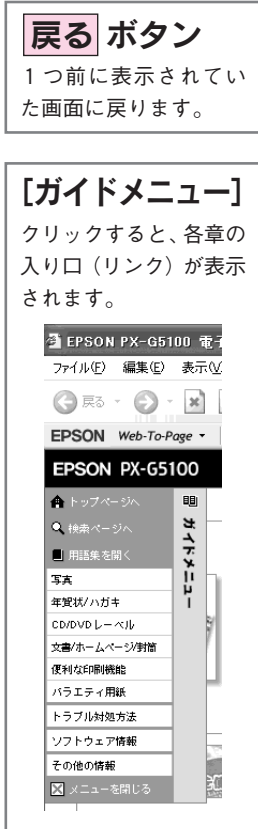 戻る ボタン
1つ前に表示されてい
た画面に戻ります。
[ガイドメニュー]
クリックすると、各章の
入り口(リンク)が表示
されます。
EPSON PX-G5100 電子
ファイル(F) 編集(E) 表示(V)
戻る
EPSON Web-To-Page
EPSON PX-G5100
トップページへ
検索ページへ
用語集を開く
ガイドメニュー
写真
年賀状/ハガキ
CD/DVDレーベル
文書/ホームページ/封筒
便利な印刷機能
バラエティ用紙
トラブル対処方法
ソフトウェア情報
その他の情報
メニューを閉じる